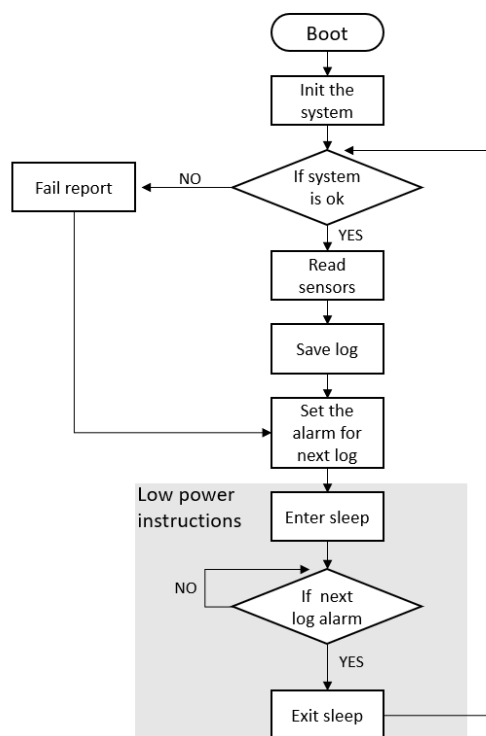 Boot
Init the
system
If system
is ok
NO
Fail report
YES
Read
sensors
Save log
Set the
alarm for
next log
Low power
instructions
Enter sleep
If next
log alarm
NO
YES
Exit sleep